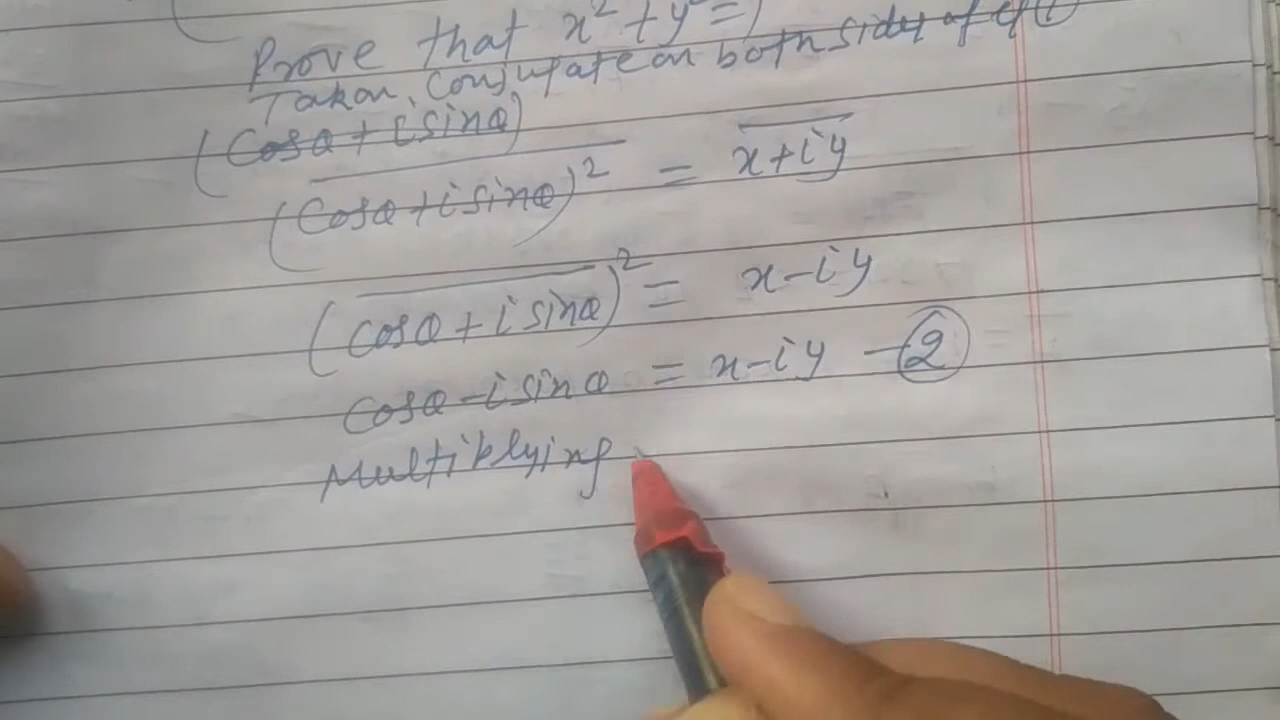 Prove that x² + y² = 1
Taken Conjugate on both sides of eq ①
(Cosθ + i sinθ)
(Cosθ + i sinθ)² = x + iy
(cosθ + i sinθ)² = x - iy
cosθ - i sinθ = x - iy - ②
Multiplying